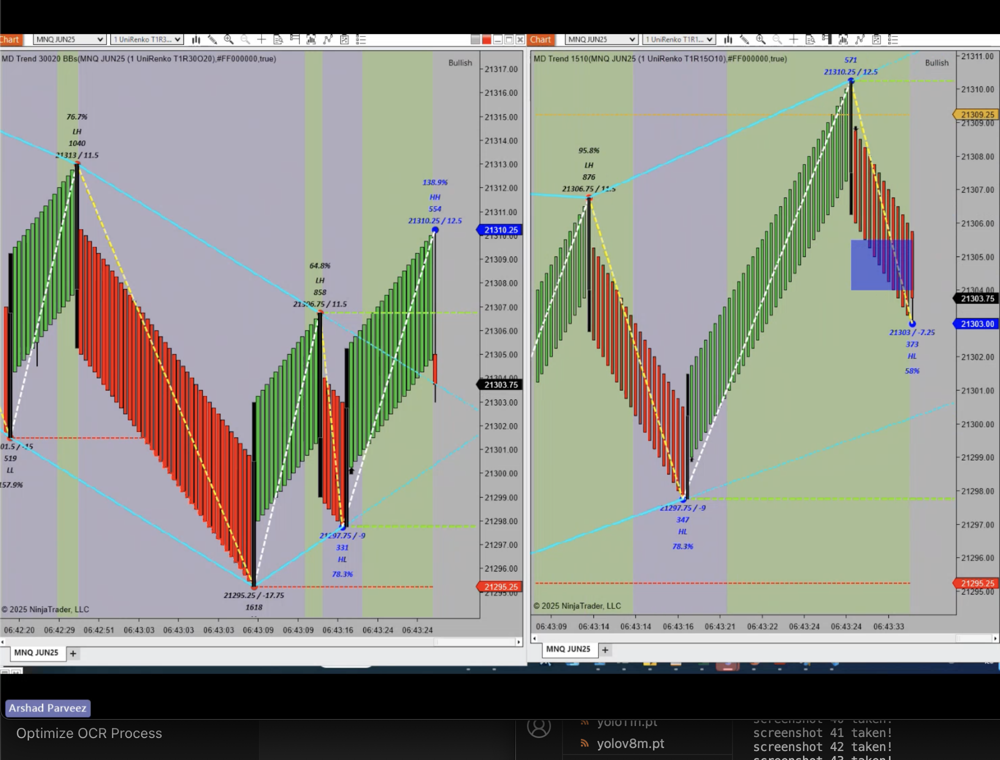 Chart MNQ JUN25 1 UniRenko T1R3...
MD Trend 30020 BBs(MNQ JUN25 (1 UniRenko T1R30O20),#FF000000,true)
Bullish
76.7%
LH
1040
21313 / 11.5
01.5 / -15
519
LL
157.9%
21295.25 / -17.75
1618
64.8%
LH
858
21306.75 / 11.5
21297.75 / -9
331
HL
78.3%
138.9%
HH
554
21310.25 / 12.5
21317.00
21315.00
21314.00
21313.00
21312.00
21311.00
21310.25
21309.00
21308.00
21307.00
21306.00
21305.00
21303.75
21303.00
21302.00
21301.00
21300.00
21299.00
21298.00
21297.00
21296.00
21295.25
© 2025 NinjaTrader, LLC
06:42:20 06:42:29 06:42:51 06:43:03 06:43:03 06:43:09 06:43:09 06:43:16 06:43:24 06:43:24
MNQ JUN25 +
Chart MNQ JUN25 1 UniRenko T1R1...
MD Trend 1510(MNQ JUN25 (1 UniRenko T1R15O10),#FF000000,true)
Bullish
95.8%
LH
876
21306.75 / 11.5
21297.75 / -9
347
HL
78.3%
571
21310.25 / 12.5
21303 / -7.25
373
HL
58%
21311.00
21310.00
21309.25
21309.00
21308.00
21307.00
21306.00
21305.00
21304.00
21303.75
21303.00
21302.00
21301.00
21300.00
21299.00
21298.00
21297.00
21296.00
21295.25
21295.00
© 2025 NinjaTrader, LLC
06:43:09 06:43:14 06:43:14 06:43:16 06:43:21 06:43:22 06:43:24 06:43:33
MNQ JUN25 +
Arshad Parveez
Optimize OCR Process
yolo11n.pt
yolov8m.pt
screenshot 40 taken!
screenshot 41 taken!
screenshot 42 taken!
screenshot 43 taken!